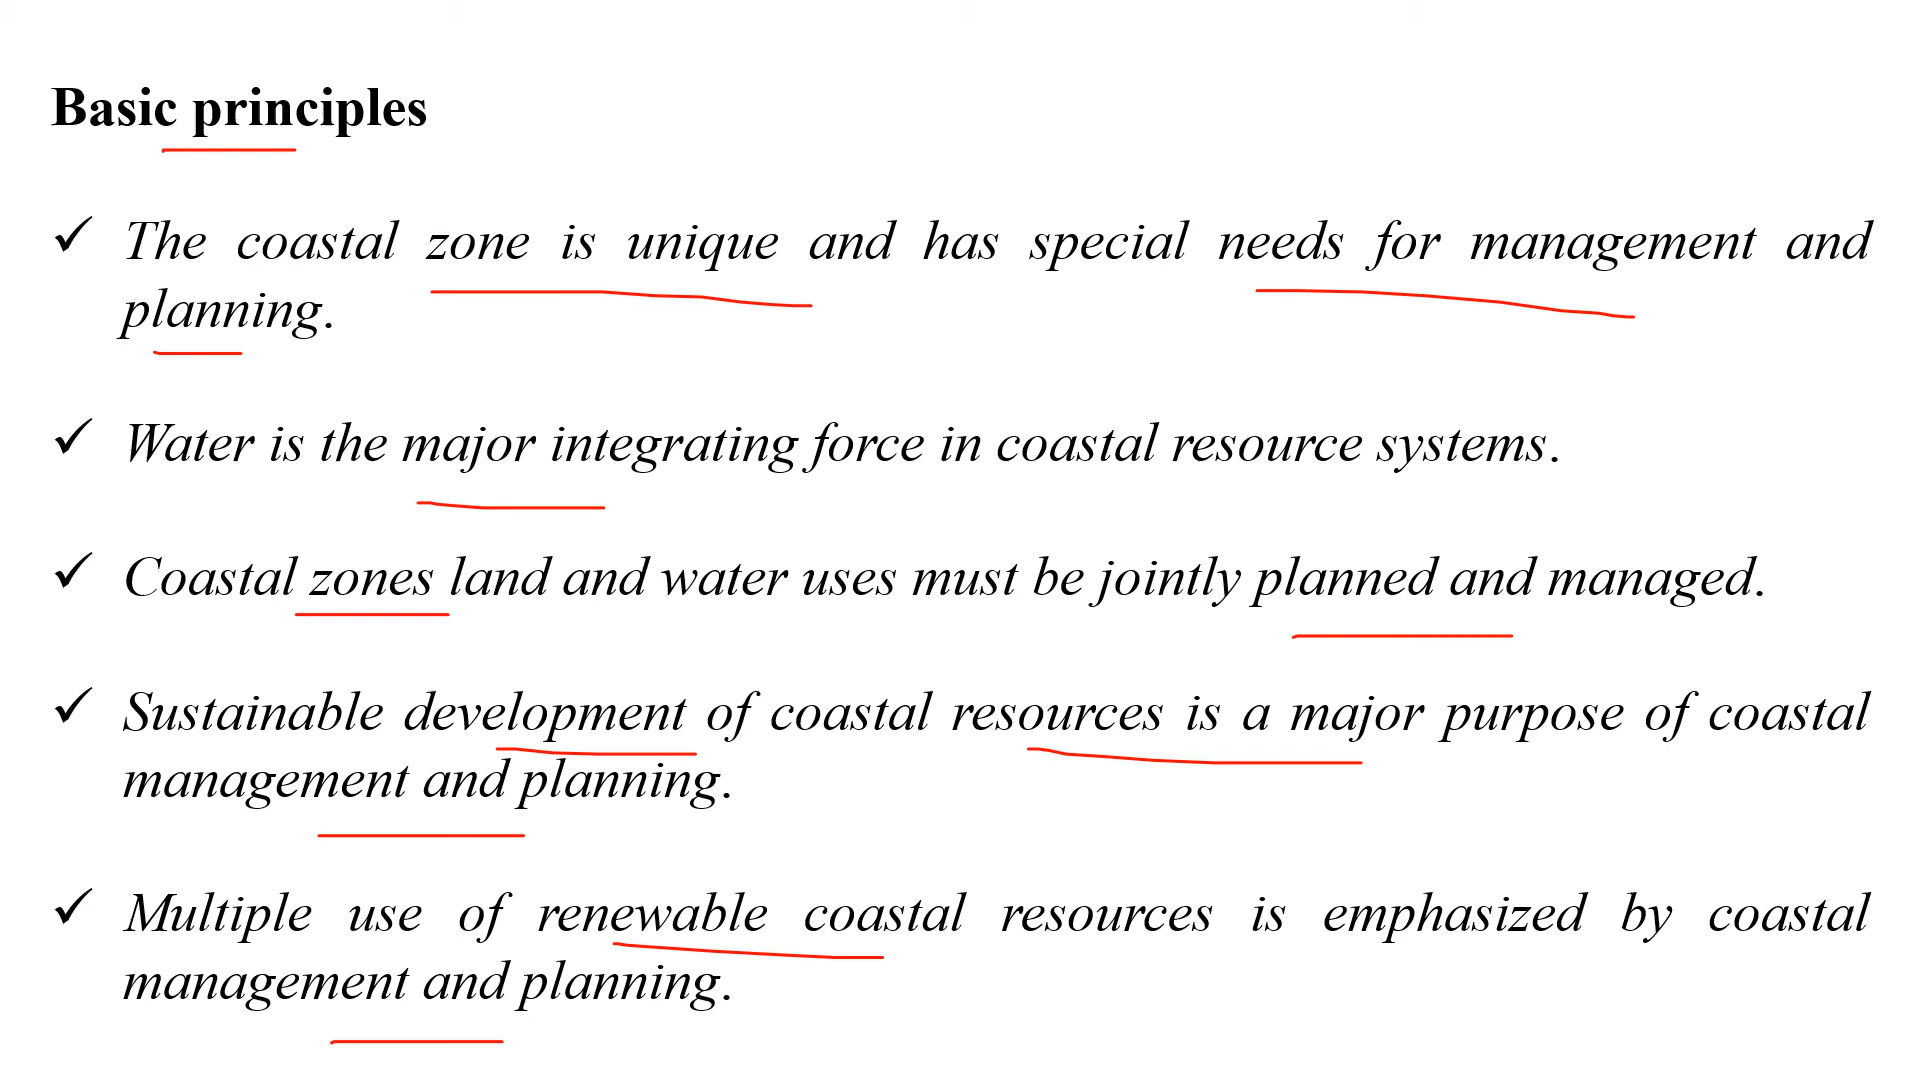 Basic principles
✓ The coastal zone is unique and has special needs for management and
planning.
✓ Water is the major integrating force in coastal resource systems.
✓ Coastal zones land and water uses must be jointly planned and managed.
✓ Sustainable development of coastal resources is a major purpose of coastal
management and planning.
✓ Multiple use of renewable coastal resources is emphasized by coastal
management and planning.